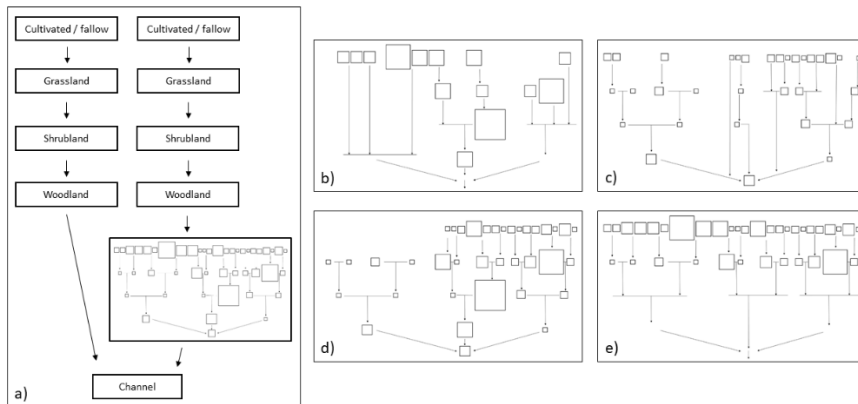 Cultivated / fallow
Cultivated / fallow
Grassland
Grassland
Shrubland
Shrubland
Woodland
Woodland
Channel
a)
b)
c)
d)
e)